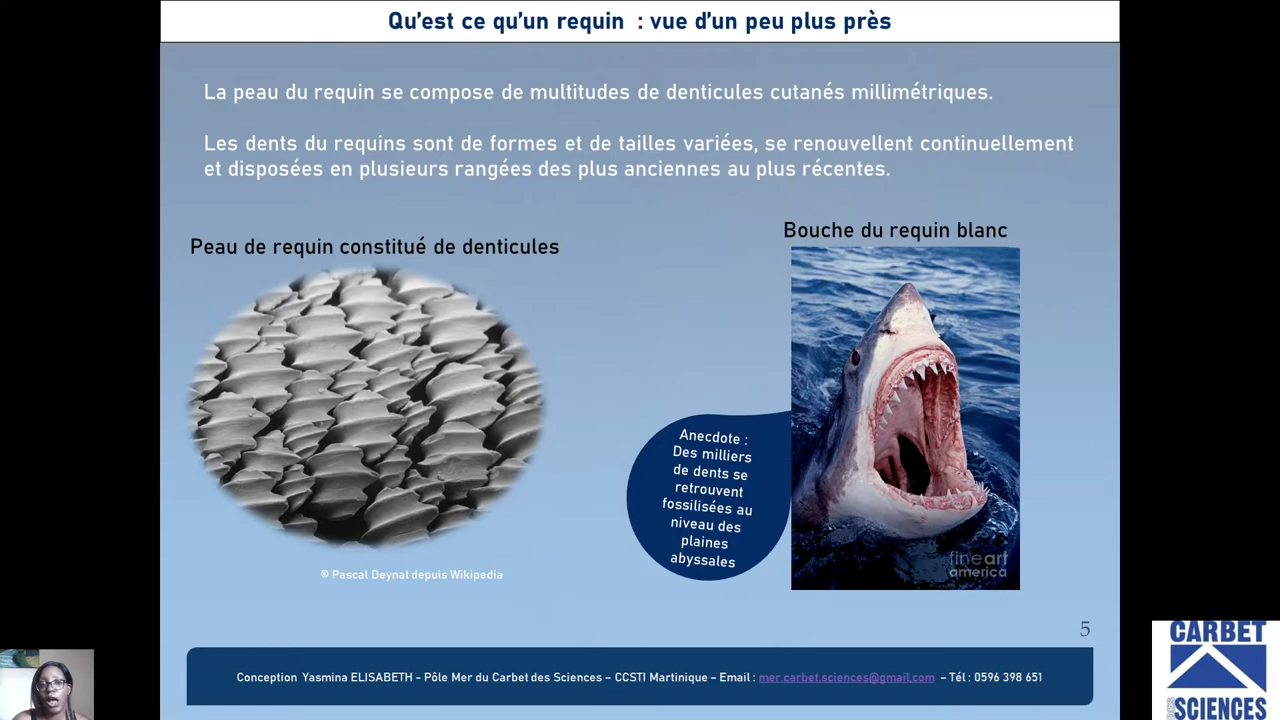 Qu'est ce qu'un requin : vue d'un peu plus près
La peau du requin se compose de multitudes de denticules cutanés millimétriques.
Les dents du requins sont de formes et de tailles variées, se renouvellent continuellement
et disposées en plusieurs rangées des plus anciennes au plus récentes.
Peau de requin constitué de denticules
Bouche du requin blanc
Anecdote :
Des milliers
de dents se
retrouvent
fossilisées au
niveau des
plaines
abyssales
fineart
america
© Pascal Deynat depuis Wikipedia
5
Conception Yasmina ELISABETH - Pôle Mer du Carbet des Sciences – CCSTI Martinique – Email : mer.carbet.sciences@gmail.com – Tél : 0596 398 651
CARBET
DES SCIENCES